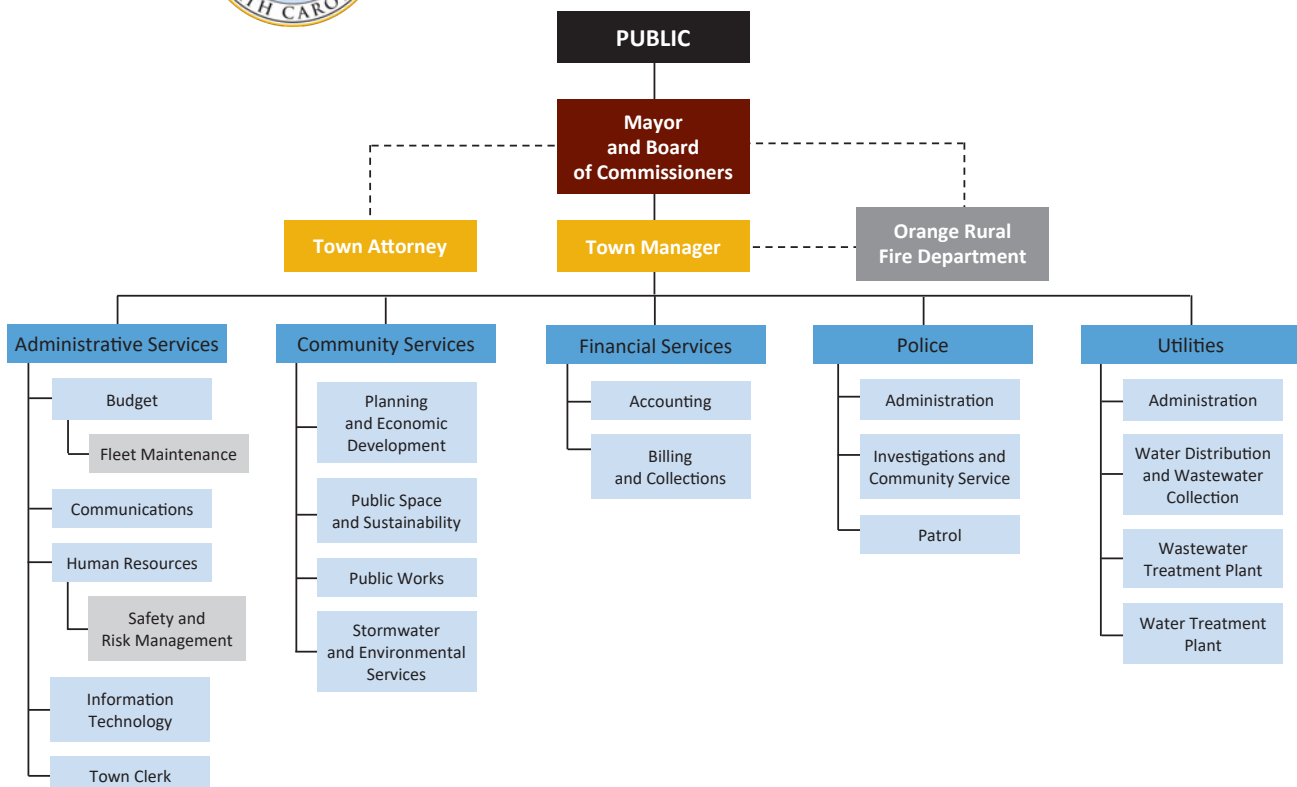 TH CARO
PUBLIC
Mayor
and Board
of Commissioners
Town Attorney
Town Manager
Orange Rural
Fire Department
Administrative Services
Budget
Fleet Maintenance
Communications
Human Resources
Safety and
Risk Management
Information
Technology
Town Clerk
Community Services
Planning
and Economic
Development
Public Space
and Sustainability
Public Works
Stormwater
and Environmental
Services
Financial Services
Accounting
Billing
and Collections
Police
Administration
Investigations and
Community Service
Patrol
Utilities
Administration
Water Distribution
and Wastewater
Collection
Wastewater
Treatment Plant
Water Treatment
Plant